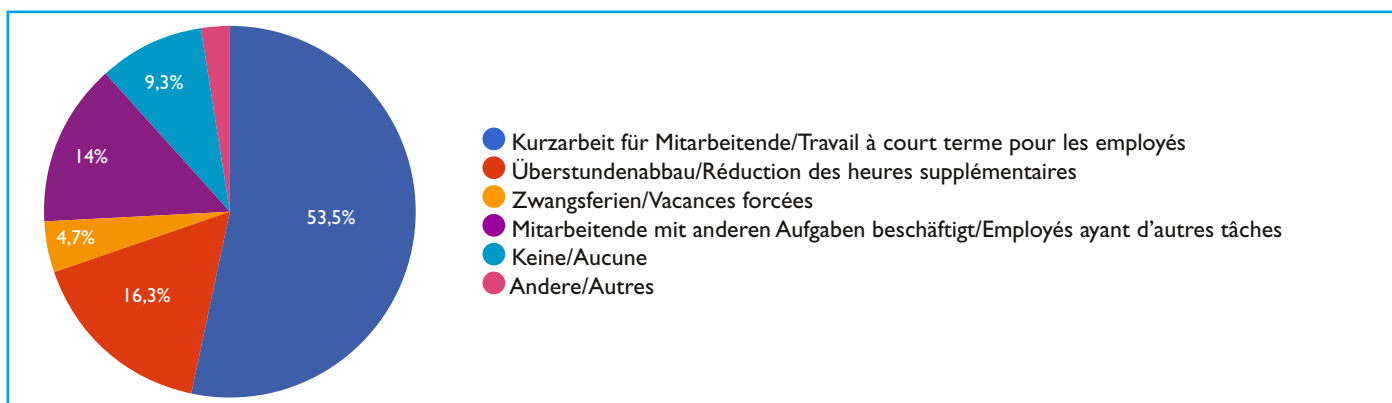 9,3%
14%
53,5%
4,7%
16,3%
Kurzarbeit für Mitarbeitende/Travail à court terme pour les employés
Überstundenabbau/Réduction des heures supplémentaires
Zwangsferien/Vacances forcées
Mitarbeitende mit anderen Aufgaben beschäftigt/Employés ayant d’autres tâches
Keine/Aucune
Andere/Autres